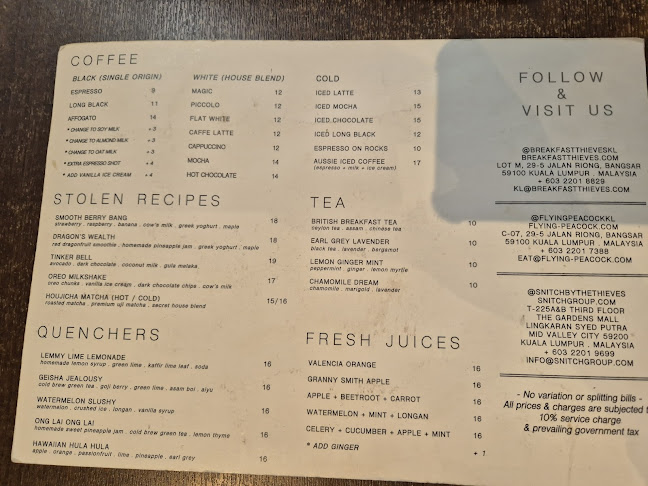 COFFEE
BLACK (SINGLE ORIGIN)
ESPRESSO 9
LONG BLACK 11
AFFOGATO 14
* CHANGE TO SOY MILK + 3
* CHANGE TO ALMOND MILK + 3
* CHANGE TO OAT MILK + 3
* EXTRA ESPRESSO SHOT + 4
* ADD VANILLA ICE CREAM + 4
WHITE (HOUSE BLEND)
MAGIC 12
PICCOLO 12
FLAT WHITE 12
CAFFE LATTE 12
CAPPUCCINO 12
MOCHA 14
HOT CHOCOLATE 14
COLD
ICED LATTE 13
ICED MOCHA 15
ICED CHOCOLATE 15
ICED LONG BLACK 12
ESPRESSO ON ROCKS 10
AUSSIE ICED COFFEE 17
(espresso + milk + ice cream)
STOLEN RECIPES
SMOOTH BERRY BANG 18
strawberry . raspberry . banana . cow's milk . greek yoghurt . maple
DRAGON'S WEALTH 18
red dragonfruit smoothie . homemade pineapple jam . greek yoghurt . maple
TINKER BELL 19
avocado . dark chocolate . coconut milk . gula melaka
OREO MILKSHAKE 17
oreo chunks . vanilla ice cream . dark chocolate chips . cow's milk
HOUJICHA MATCHA (HOT / COLD) 15/16
roasted matcha . premium uji matcha . secret house blend
TEA
BRITISH BREAKFAST TEA 10
ceylon tea . assam . chinese tea
EARL GREY LAVENDER 10
black tea . lavender . bergamot
LEMON GINGER MINT 10
peppermint . ginger . lemon myrtle
CHAMOMILE DREAM 10
chamomile . marigold . lavender
QUENCHERS
LEMMY LIME LEMONADE 16
homemade lemon syrup . green lime . kaffir lime leaf . soda
GEISHA JEALOUSY 16
cold brew green tea . goji berry . green lime . asam boi . aiyu
WATERMELON SLUSHY 16
watermelon . crushed ice . longan . vanilla syrup
ONG LAI ONG LAI 16
homemade sweet pineapple jam . cold brew green tea . lemon thyme
HAWAIIAN HULA HULA 16
apple . orange . passionfruit . lime . pineapple . earl grey
FRESH JUICES
VALENCIA ORANGE 16
GRANNY SMITH APPLE 16
APPLE + BEETROOT + CARROT 16
WATERMELON + MINT + LONGAN 16
CELERY + CUCUMBER + APPLE + MINT 16
* ADD GINGER + 1
FOLLOW
&
VISIT US
@BREAKFASTTHIEVESKL
BREAKFASTTHIEVES.COM
LOT M, 29-5 JALAN RIONG, BANGSAR
59100 KUALA LUMPUR . MALAYSIA
+ 603 2201 8829
KL@BREAKFASTTHIEVES.COM
@FLYINGPEACOCKKL
FLYING-PEACOCK.COM
C-07, 29-5 JALAN RIONG, BANGSAR
59100 KUALA LUMPUR . MALAYSIA
+ 603 2201 7388
EAT@FLYING-PEACOCK.COM
@SNITCHBYTHETHIEVES
SNITCHGROUP.COM
T-225A&B THIRD FLOOR
THE GARDENS MALL
LINGKARAN SYED PUTRA
MID VALLEY CITY 59200
KUALA LUMPUR . MALAYSIA
+ 603 2201 9699
INFO@SNITCHGROUP.COM
- No variation or splitting bills -
All prices & charges are subjected t
10% service charge
& prevailing government tax